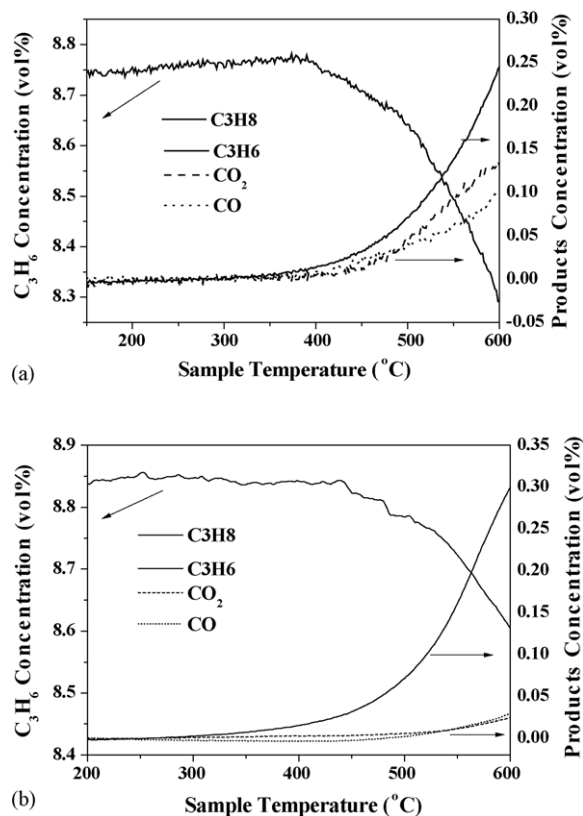 0.30
8.8
0.25
C3H8
8.7
0.20
C3H6
8.6
CO₂
0.15
CO
8.5
0.10
0.05
8.4
0.00
8.3
-0.05
200 300 400 500 600
C₃H₆ Concentration (vol%)
Products Concentration (vol%)
Sample Temperature (°C)
(a)
8.9
0.35
0.30
8.8
C3H8
0.25
C3H6
8.7
0.20
CO₂
0.15
CO
8.6
0.10
8.5
0.05
0.00
8.4
200 300 400 500 600
C₃H₆ Concentration (vol%)
Products Concentration (vol%)
Sample Temperature (°C)
(b)